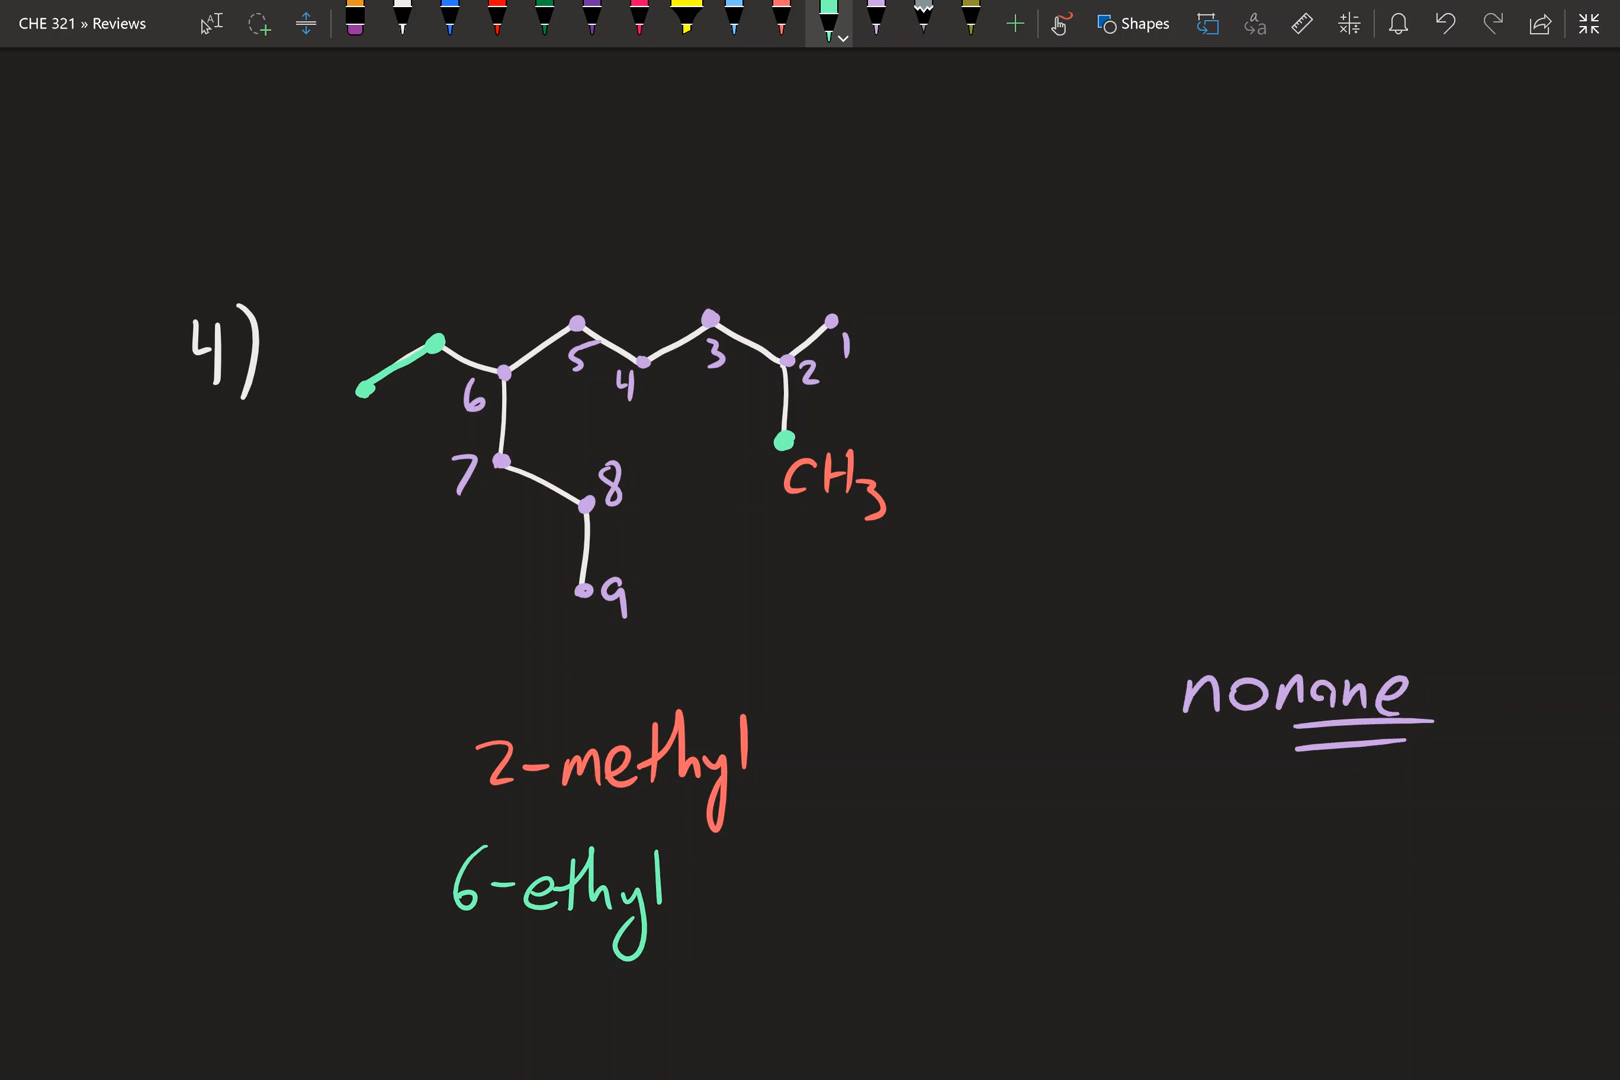 CHE 321 » Reviews
Shapes
4)
5
4
3
2
1
6
7
8
CH3
9
nonane
2-methyl
6-ethyl